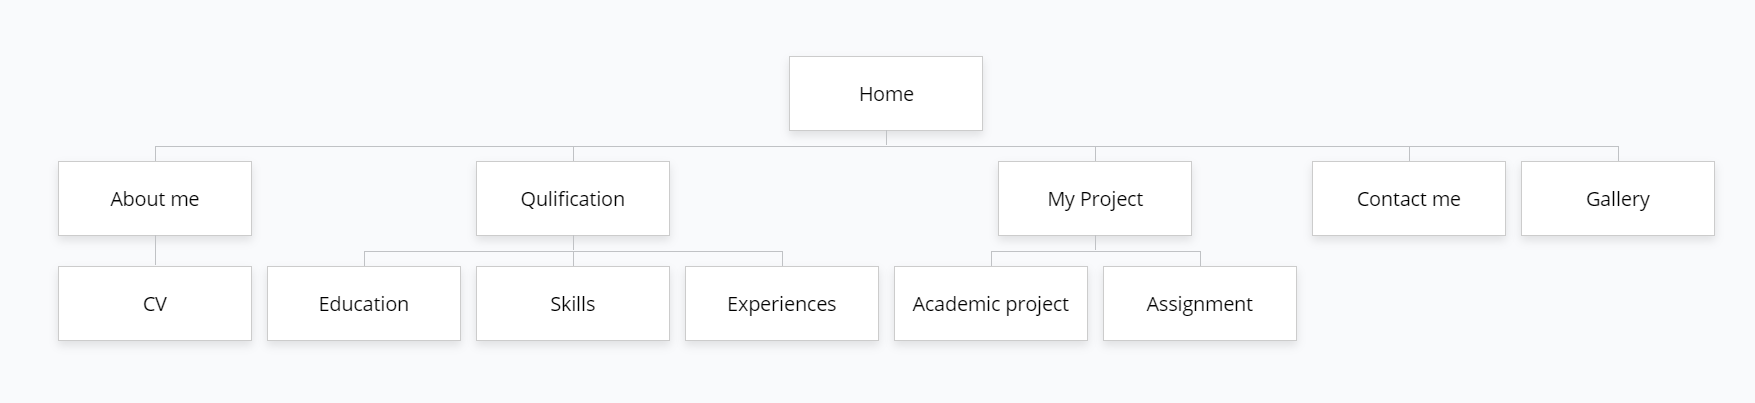 Home
About me
Qulification
My Project
Contact me
Gallery
CV
Education
Skills
Experiences
Academic project
Assignment